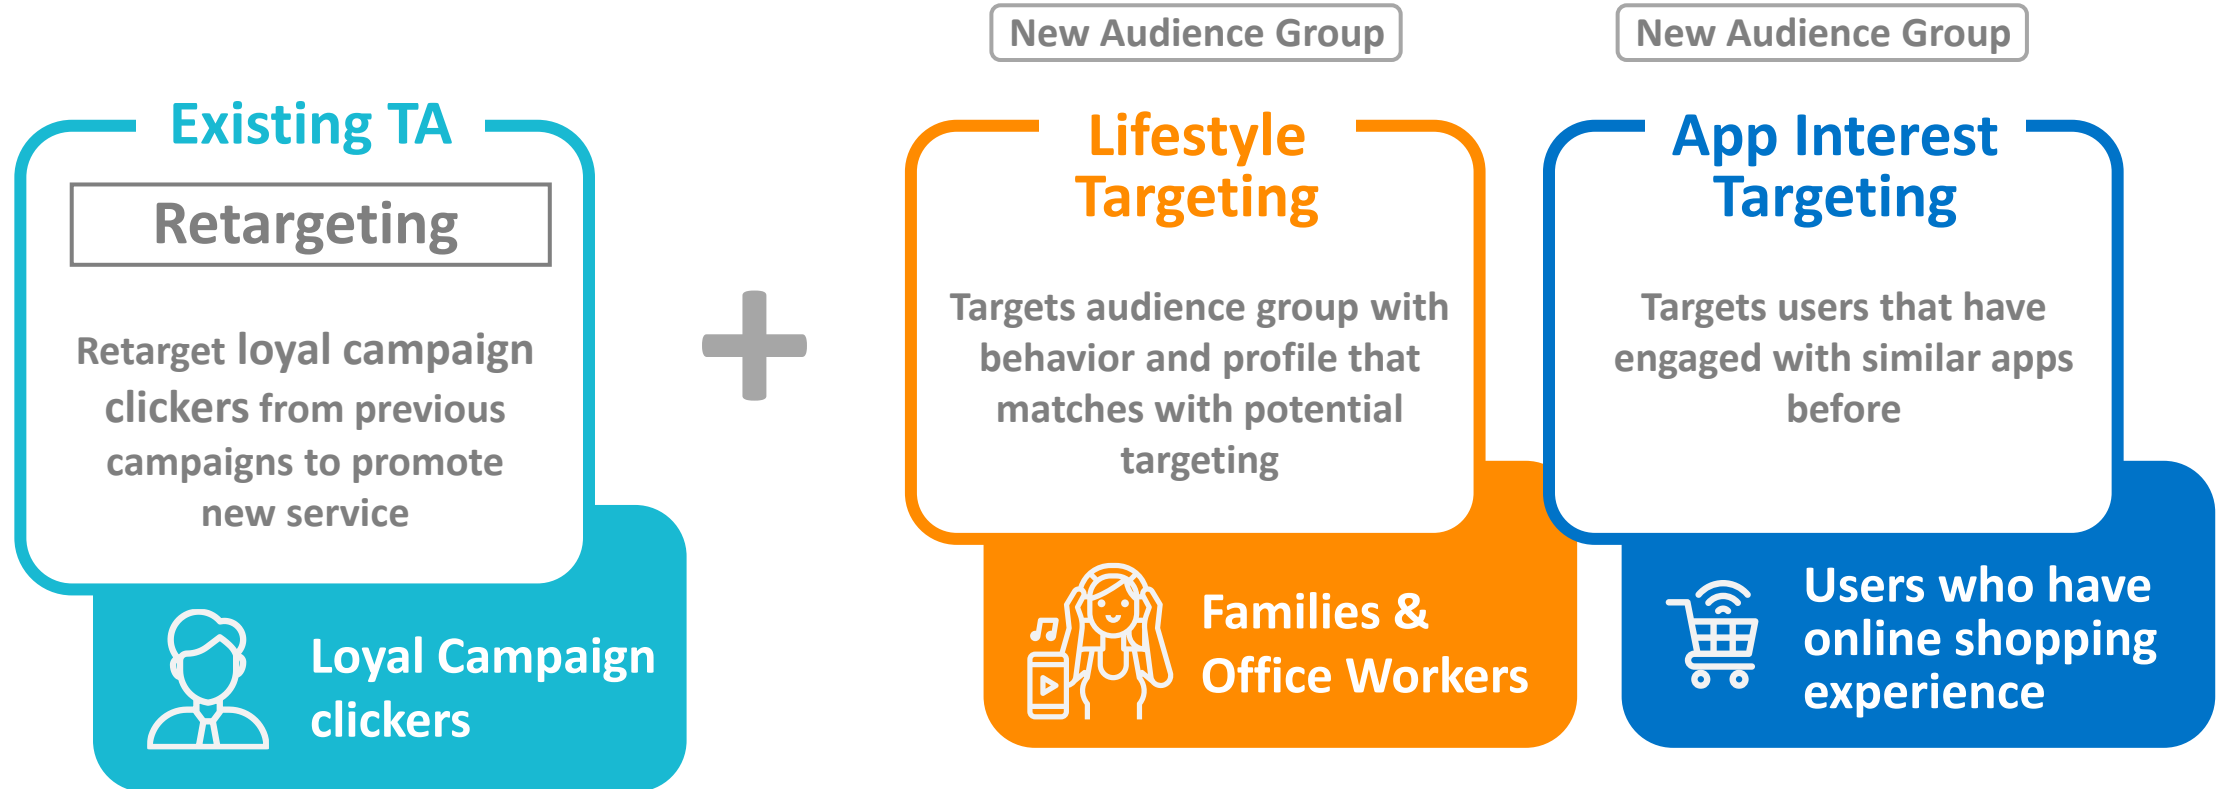 Existing TA
Retargeting
Retarget loyal campaign
clickers from previous
campaigns to promote
new service
Loyal Campaign
clickers
New Audience Group
Lifestyle
Targeting
Targets audience group with
behavior and profile that
matches with potential
targeting
Families &
Office Workers
New Audience Group
App Interest
Targeting
Targets users that have
engaged with similar apps
before
Users who have
online shopping
experience